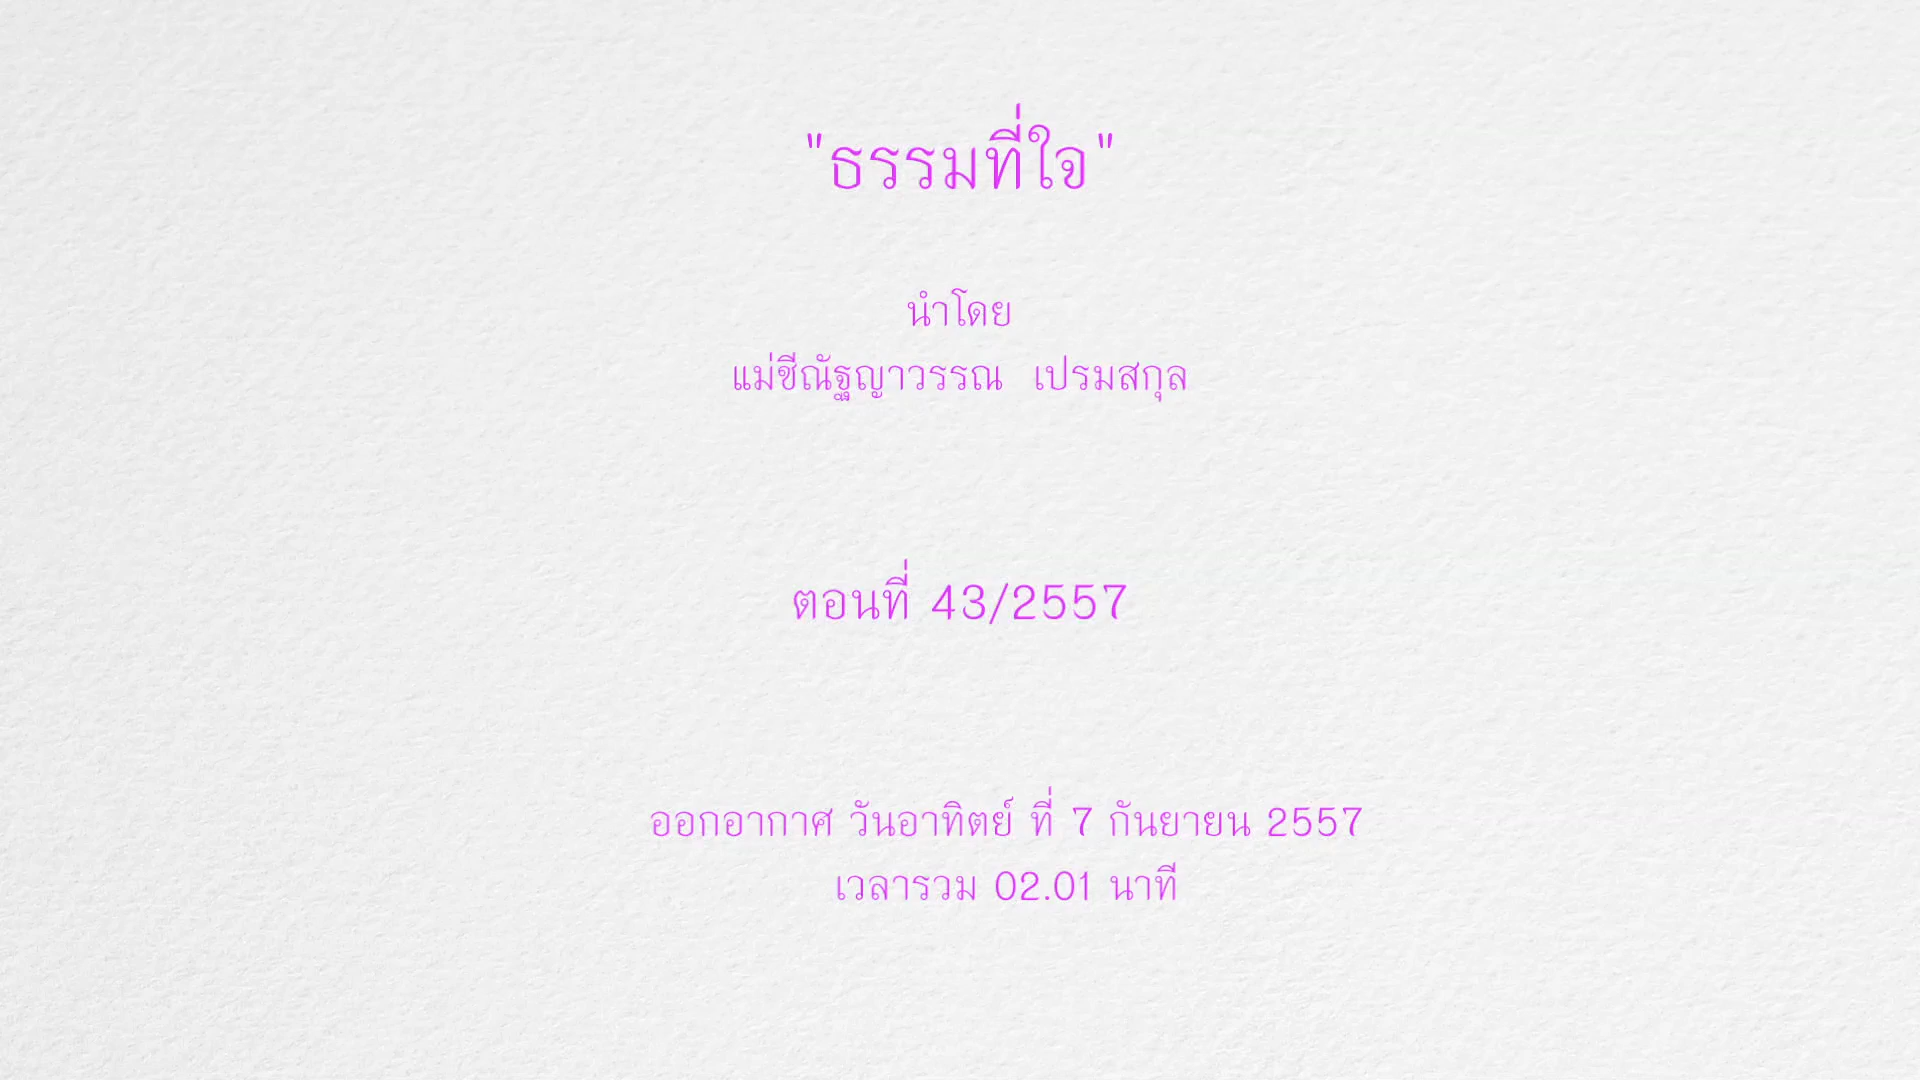 "ธรรมที่ใจ"
นำโดย
แม่ชีณัฐญาวรรณ เปรมสกุล
ตอนที่ 43/2557
ออกอากาศ วันอาทิตย์ ที่ 7 กันยายน 2557
เวลารวม 02.01 นาที